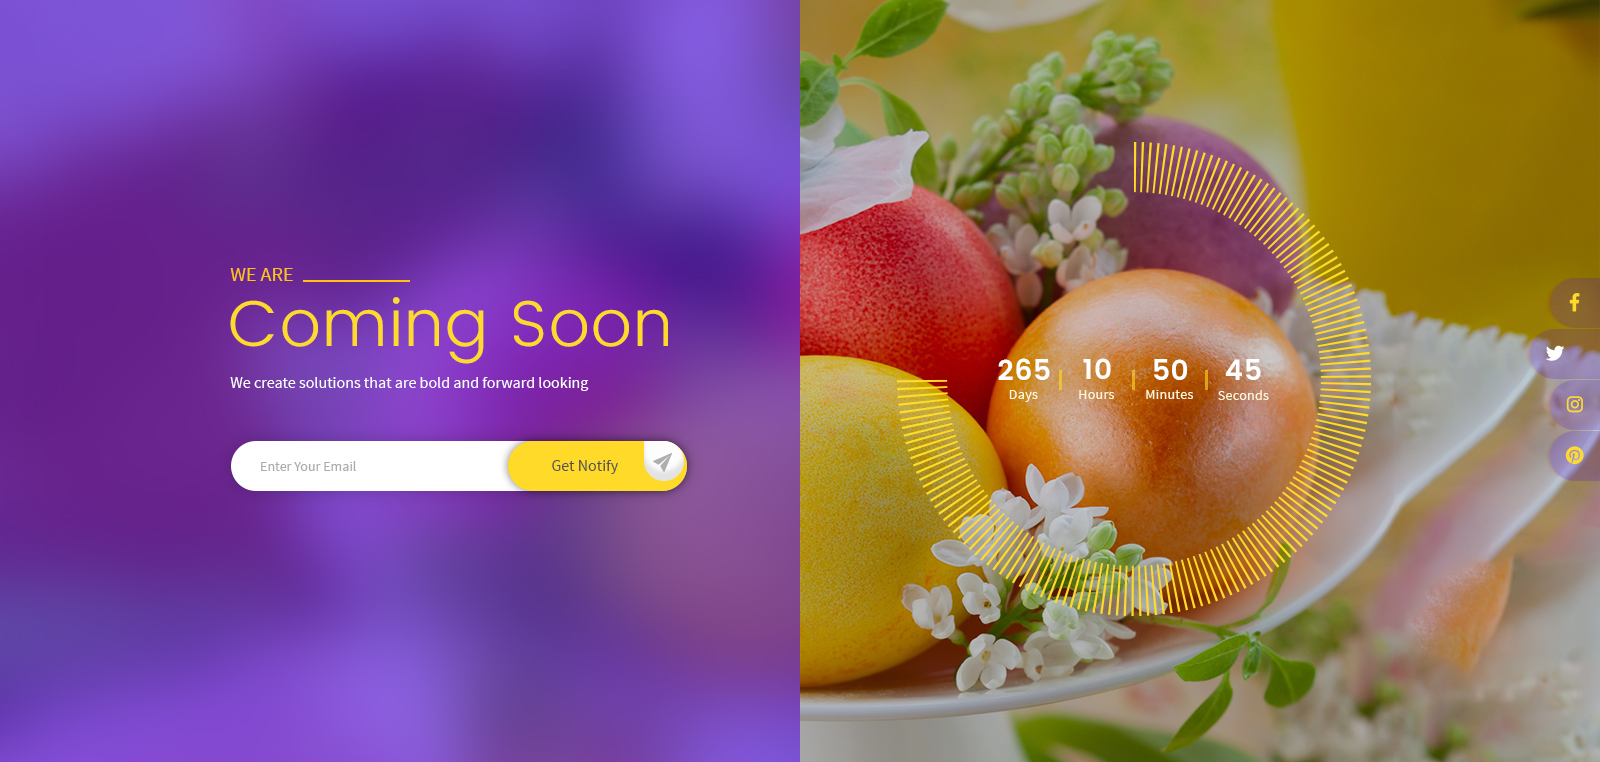 WE ARE
Coming Soon
We create solutions that are bold and forward looking
Enter Your Email
Get Notify
265 10 50 45
Days Hours Minutes Seconds